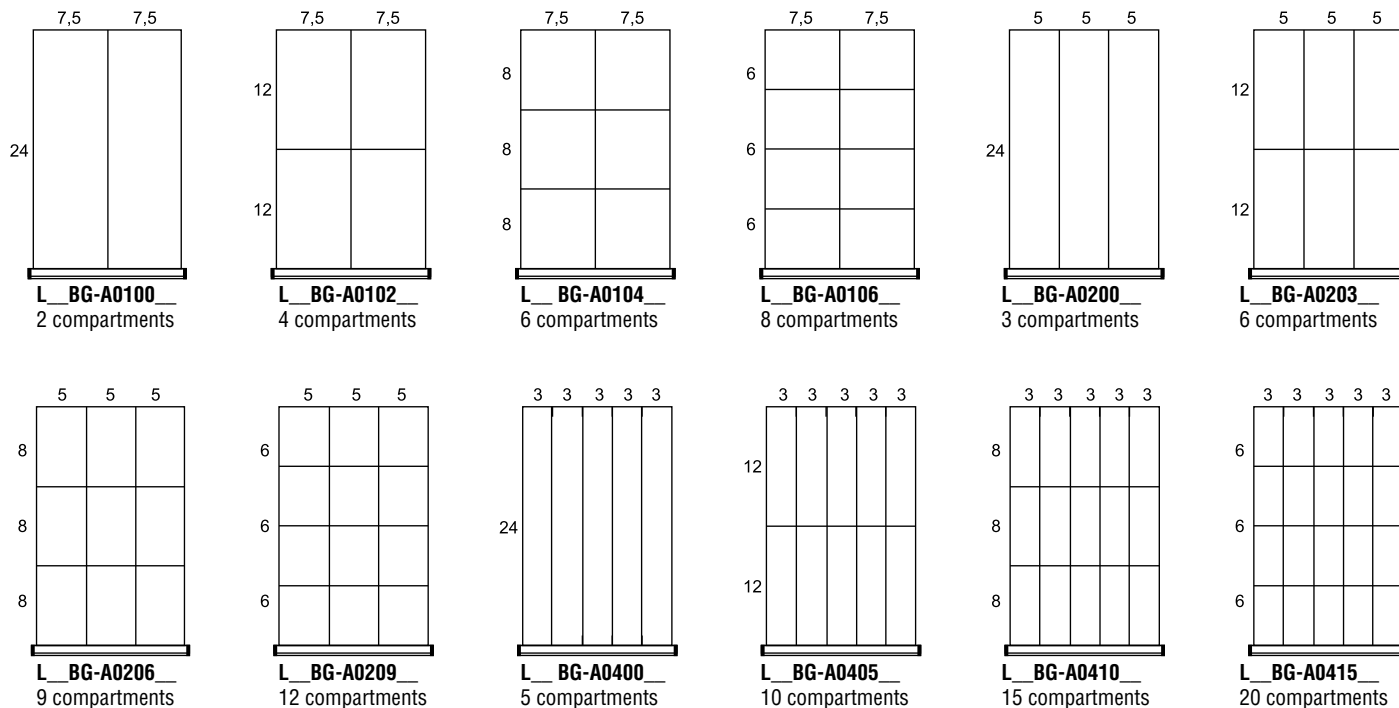 7,5 7,5
24
L__BG-A0100__
2 compartments
7,5 7,5
12
12
L__BG-A0102__
4 compartments
7,5 7,5
8
8
8
L__ BG-A0104__
6 compartments
7,5 7,5
6
6
6
L__BG-A0106__
8 compartments
5 5 5
24
L__BG-A0200__
3 compartments
5 5 5
12
12
L__BG-A0203__
6 compartments
5 5 5
8
8
8
L__BG-A0206__
9 compartments
5 5 5
6
6
6
L__BG-A0209__
12 compartments
3 3 3 3 3
24
L__ BG-A0400__
5 compartments
3 3 3 3 3
12
12
L__BG-A0405__
10 compartments
3 3 3 3 3
8
8
8
L__BG-A0410__
15 compartments
3 3 3 3 3
6
6
6
L__BG-A0415__
20 compartments